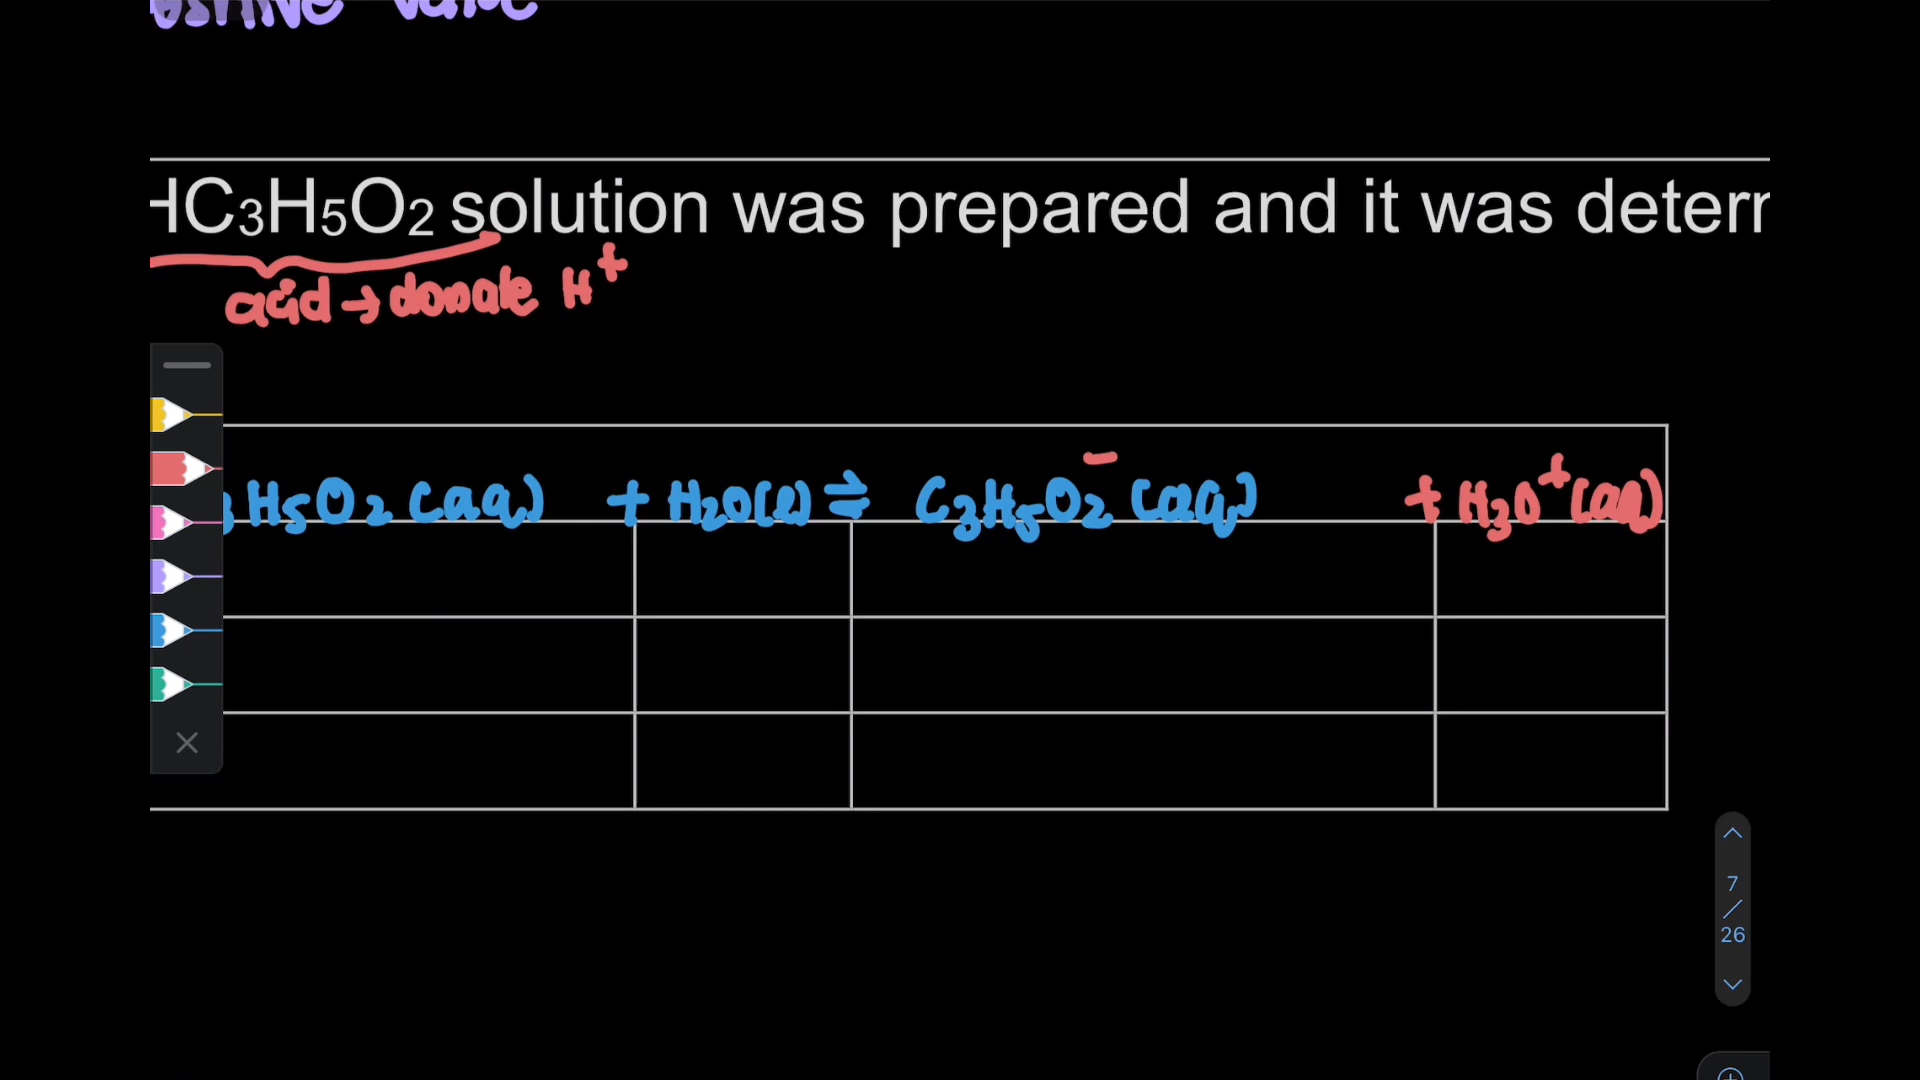 HC₃H₅O₂ solution was prepared and it was deterr
acid → donate H⁺
H₅O₂ (aq) + H₂O(l) ⇌ C₃H₅O₂⁻ (aq) + H₃O⁺(aq)
7
/
26